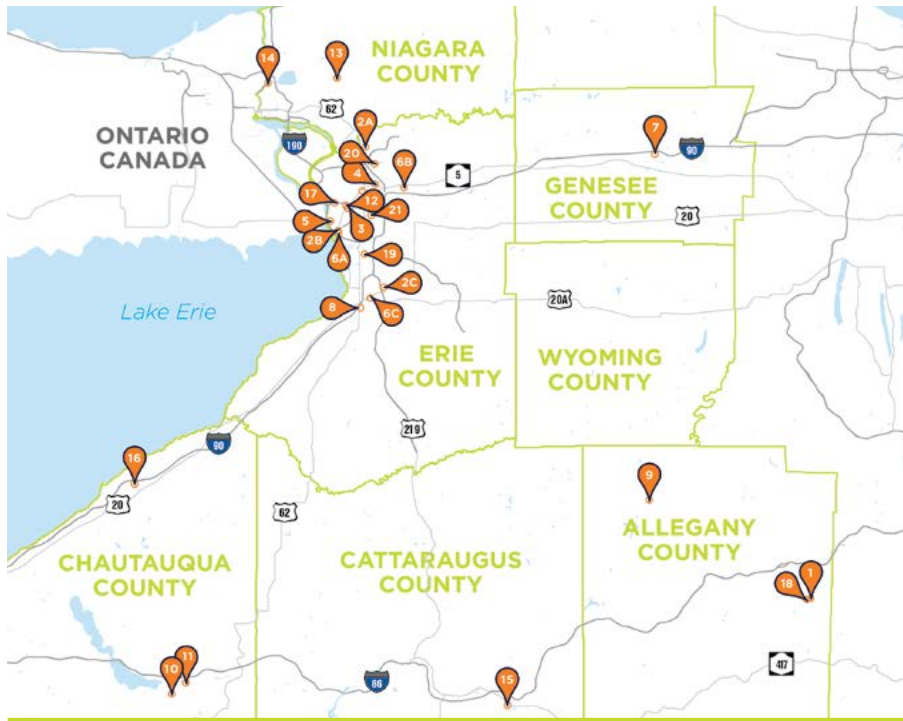 14
13
NIAGARA
COUNTY
62
2A
ONTARIO
CANADA
190
20
4
6B
5
7
90
GENESEE
COUNTY
17
12
21
20
5
3
2B
6A
19
2C
20A
Lake Erie
8
6C
ERIE
COUNTY
WYOMING
COUNTY
219
90
16
20
9
62
ALLEGANY
COUNTY
CHAUTAUQUA
COUNTY
CATTARAUGUS
COUNTY
18
1
10
11
86
15
417